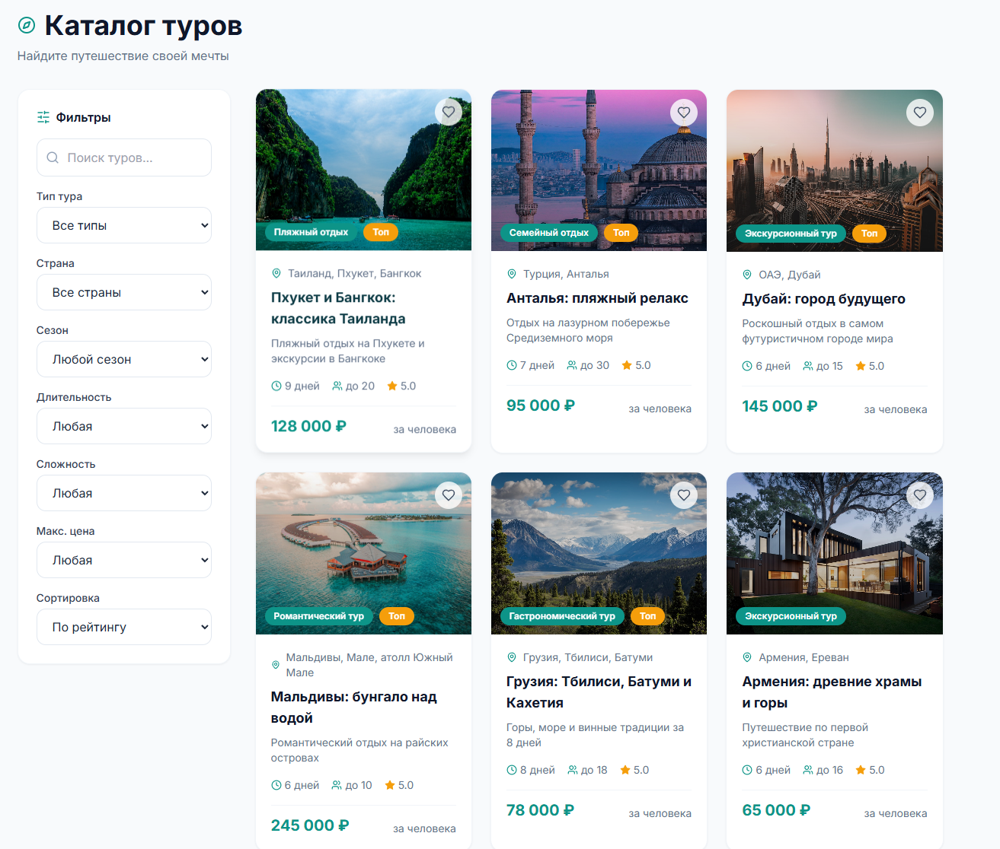 Каталог туров
Найдите путешествие своей мечты
Фильтры
Поиск туров...
Тип тура
Все типы
Страна
Все страны
Сезон
Любой сезон
Длительность
Любая
Сложность
Любая
Макс. цена
Любая
Сортировка
По рейтингу
Пляжный отдых Топ
Таиланд, Пхукет, Бангкок
Пхукет и Бангкок:
классика Таиланда
Пляжный отдых на Пхукете и
экскурсии в Бангкоке
9 дней до 20 5.0
128 000 ₽ за человека
Семейный отдых Топ
Турция, Анталья
Анталья: пляжный релакс
Отдых на лазурном побережье
Средиземного моря
7 дней до 30 5.0
95 000 ₽ за человека
Экскурсионный тур Топ
ОАЭ, Дубай
Дубай: город будущего
Роскошный отдых в самом
футуристичном городе мира
6 дней до 15 5.0
145 000 ₽ за человека
Романтический тур Топ
Мальдивы, Мале, атолл Южный
Мале
Мальдивы: бунгало над
водой
Романтический отдых на райских
островах
6 дней до 10 5.0
245 000 ₽ за человека
Гастрономический тур Топ
Грузия, Тбилиси, Батуми
Грузия: Тбилиси, Батуми и
Кахетия
Горы, море и винные традиции за
8 дней
8 дней до 18 5.0
78 000 ₽ за человека
Экскурсионный тур
Армения, Ереван
Армения: древние храмы
и горы
Путешествие по первой
христианской стране
6 дней до 16 5.0
65 000 ₽ за человека